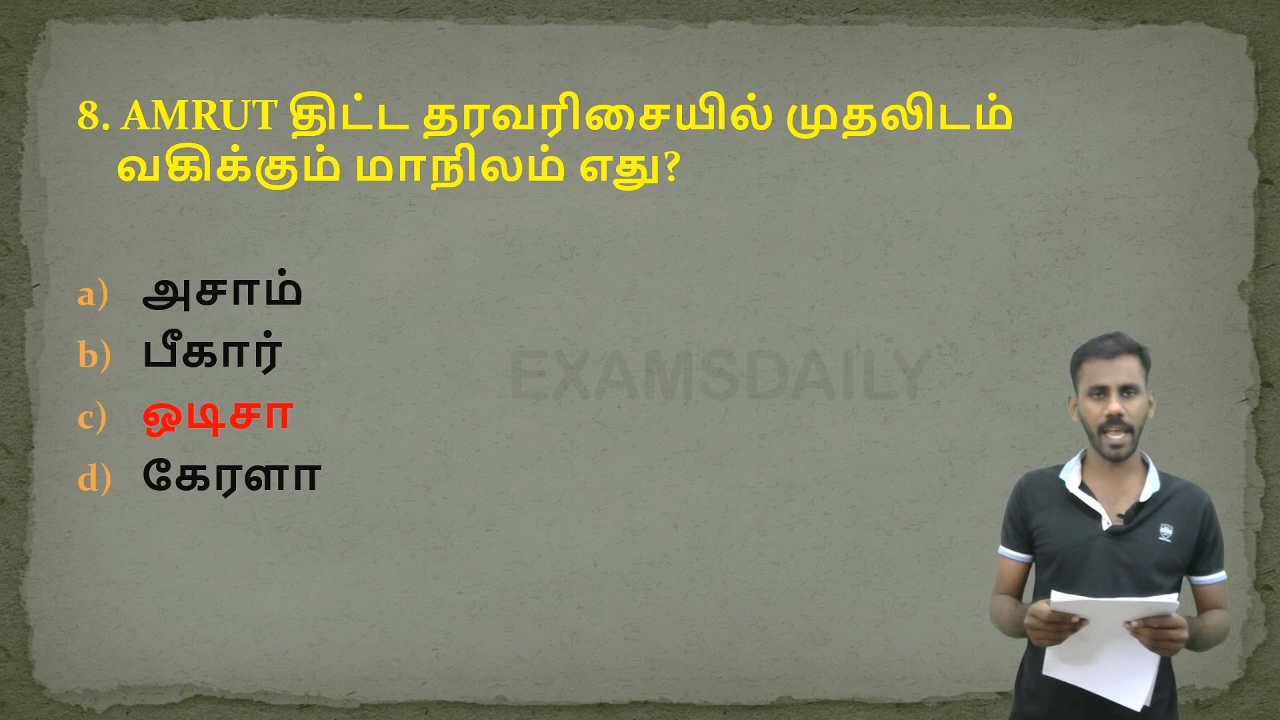 8. AMRUT திட்ட தரவரிசையில் முதலிடம்
வகிக்கும் மாநிலம் எது?
a) அசாம்
b) பீகார்
EXAMSDAILY
c) ஒடிசா
d) கேரளா